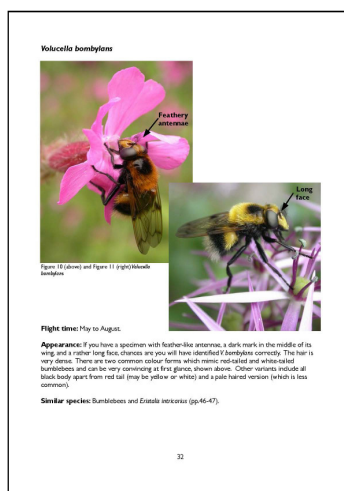 Volucella bombylans
Feathery
antennae
Long
face
Figure 10 (above) and Figure 11 (right) Volucella
bombylans
Flight time: May to August.
Appearance: If you have a specimen with feather-like antennae, a dark mark in the middle of its
wing, and a rather long face, chances are you will have identified V. bombylans correctly. The hair is
very dense. There are two common colour forms which mimic red-tailed and white-tailed
bumblebees and can be very convincing at first glance, shown above. Other variants include all
black body apart from red tail (may be yellow or white) and a pale haired version (which is less
common).
Similar species: Bumblebees and Eristalis intricarius (pp.46-47).
32